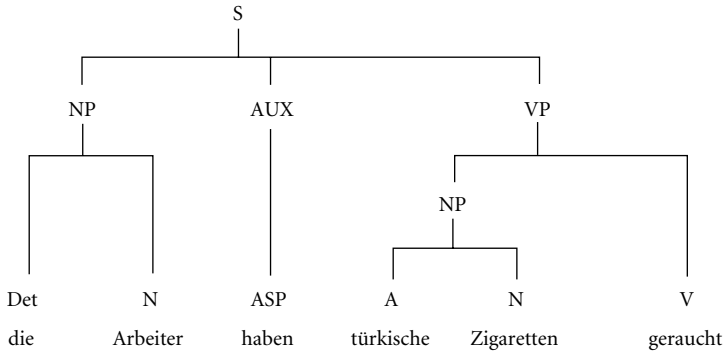 S
NP AUX VP
NP
Det N ASP A N V
die Arbeiter haben türkische Zigaretten geraucht